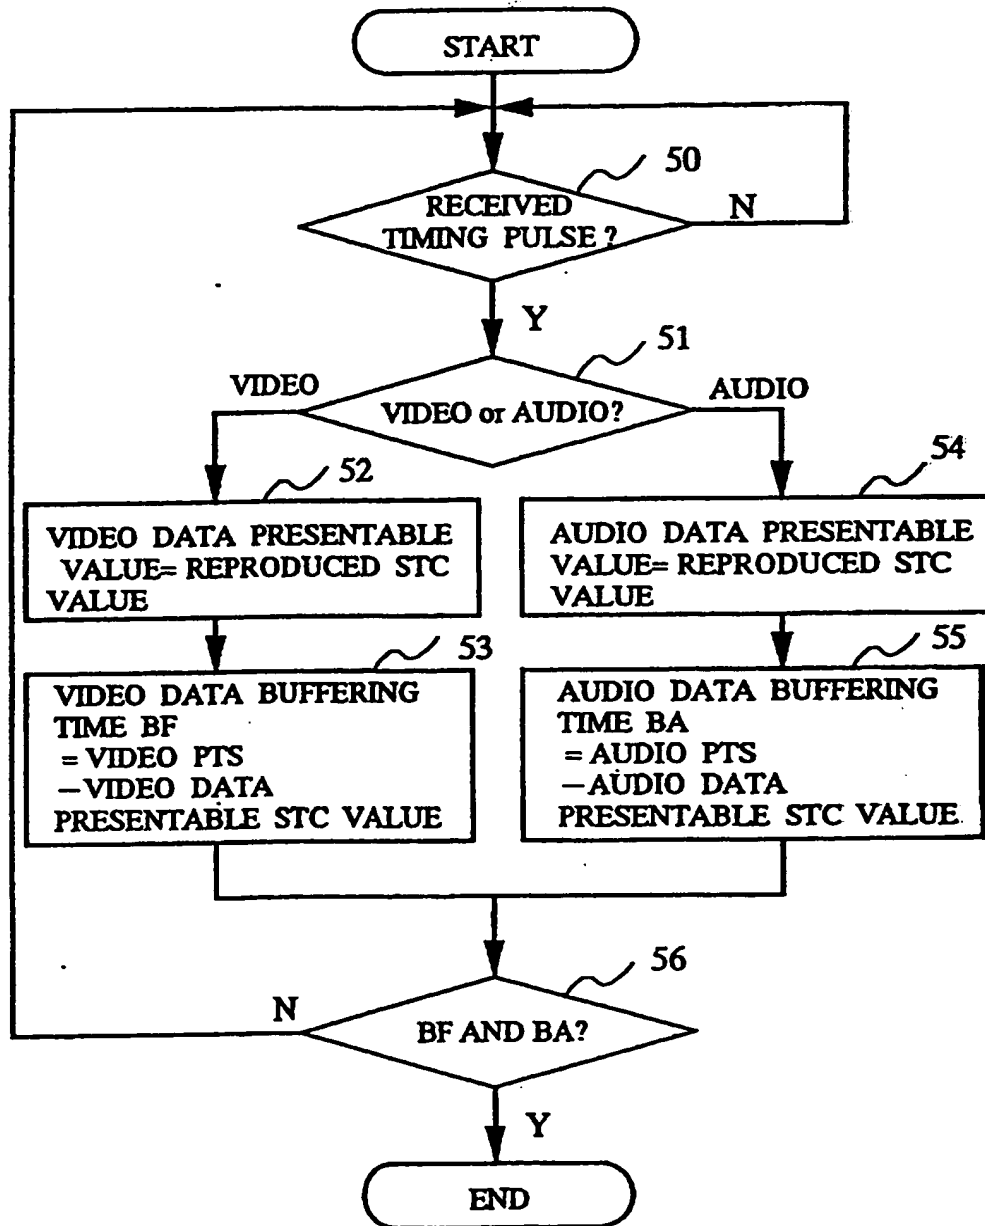 START
50
RECEIVED
TIMING PULSE ?
N
Y
51
VIDEO
VIDEO or AUDIO?
AUDIO
52
VIDEO DATA PRESENTABLE
VALUE= REPRODUCED STC
VALUE
54
AUDIO DATA PRESENTABLE
VALUE= REPRODUCED STC
VALUE
53
VIDEO DATA BUFFERING
TIME BF
= VIDEO PTS
−VIDEO DATA
PRESENTABLE STC VALUE
55
AUDIO DATA BUFFERING
TIME BA
= AUDIO PTS
−AUDIO DATA
PRESENTABLE STC VALUE
56
N
BF AND BA?
Y
END